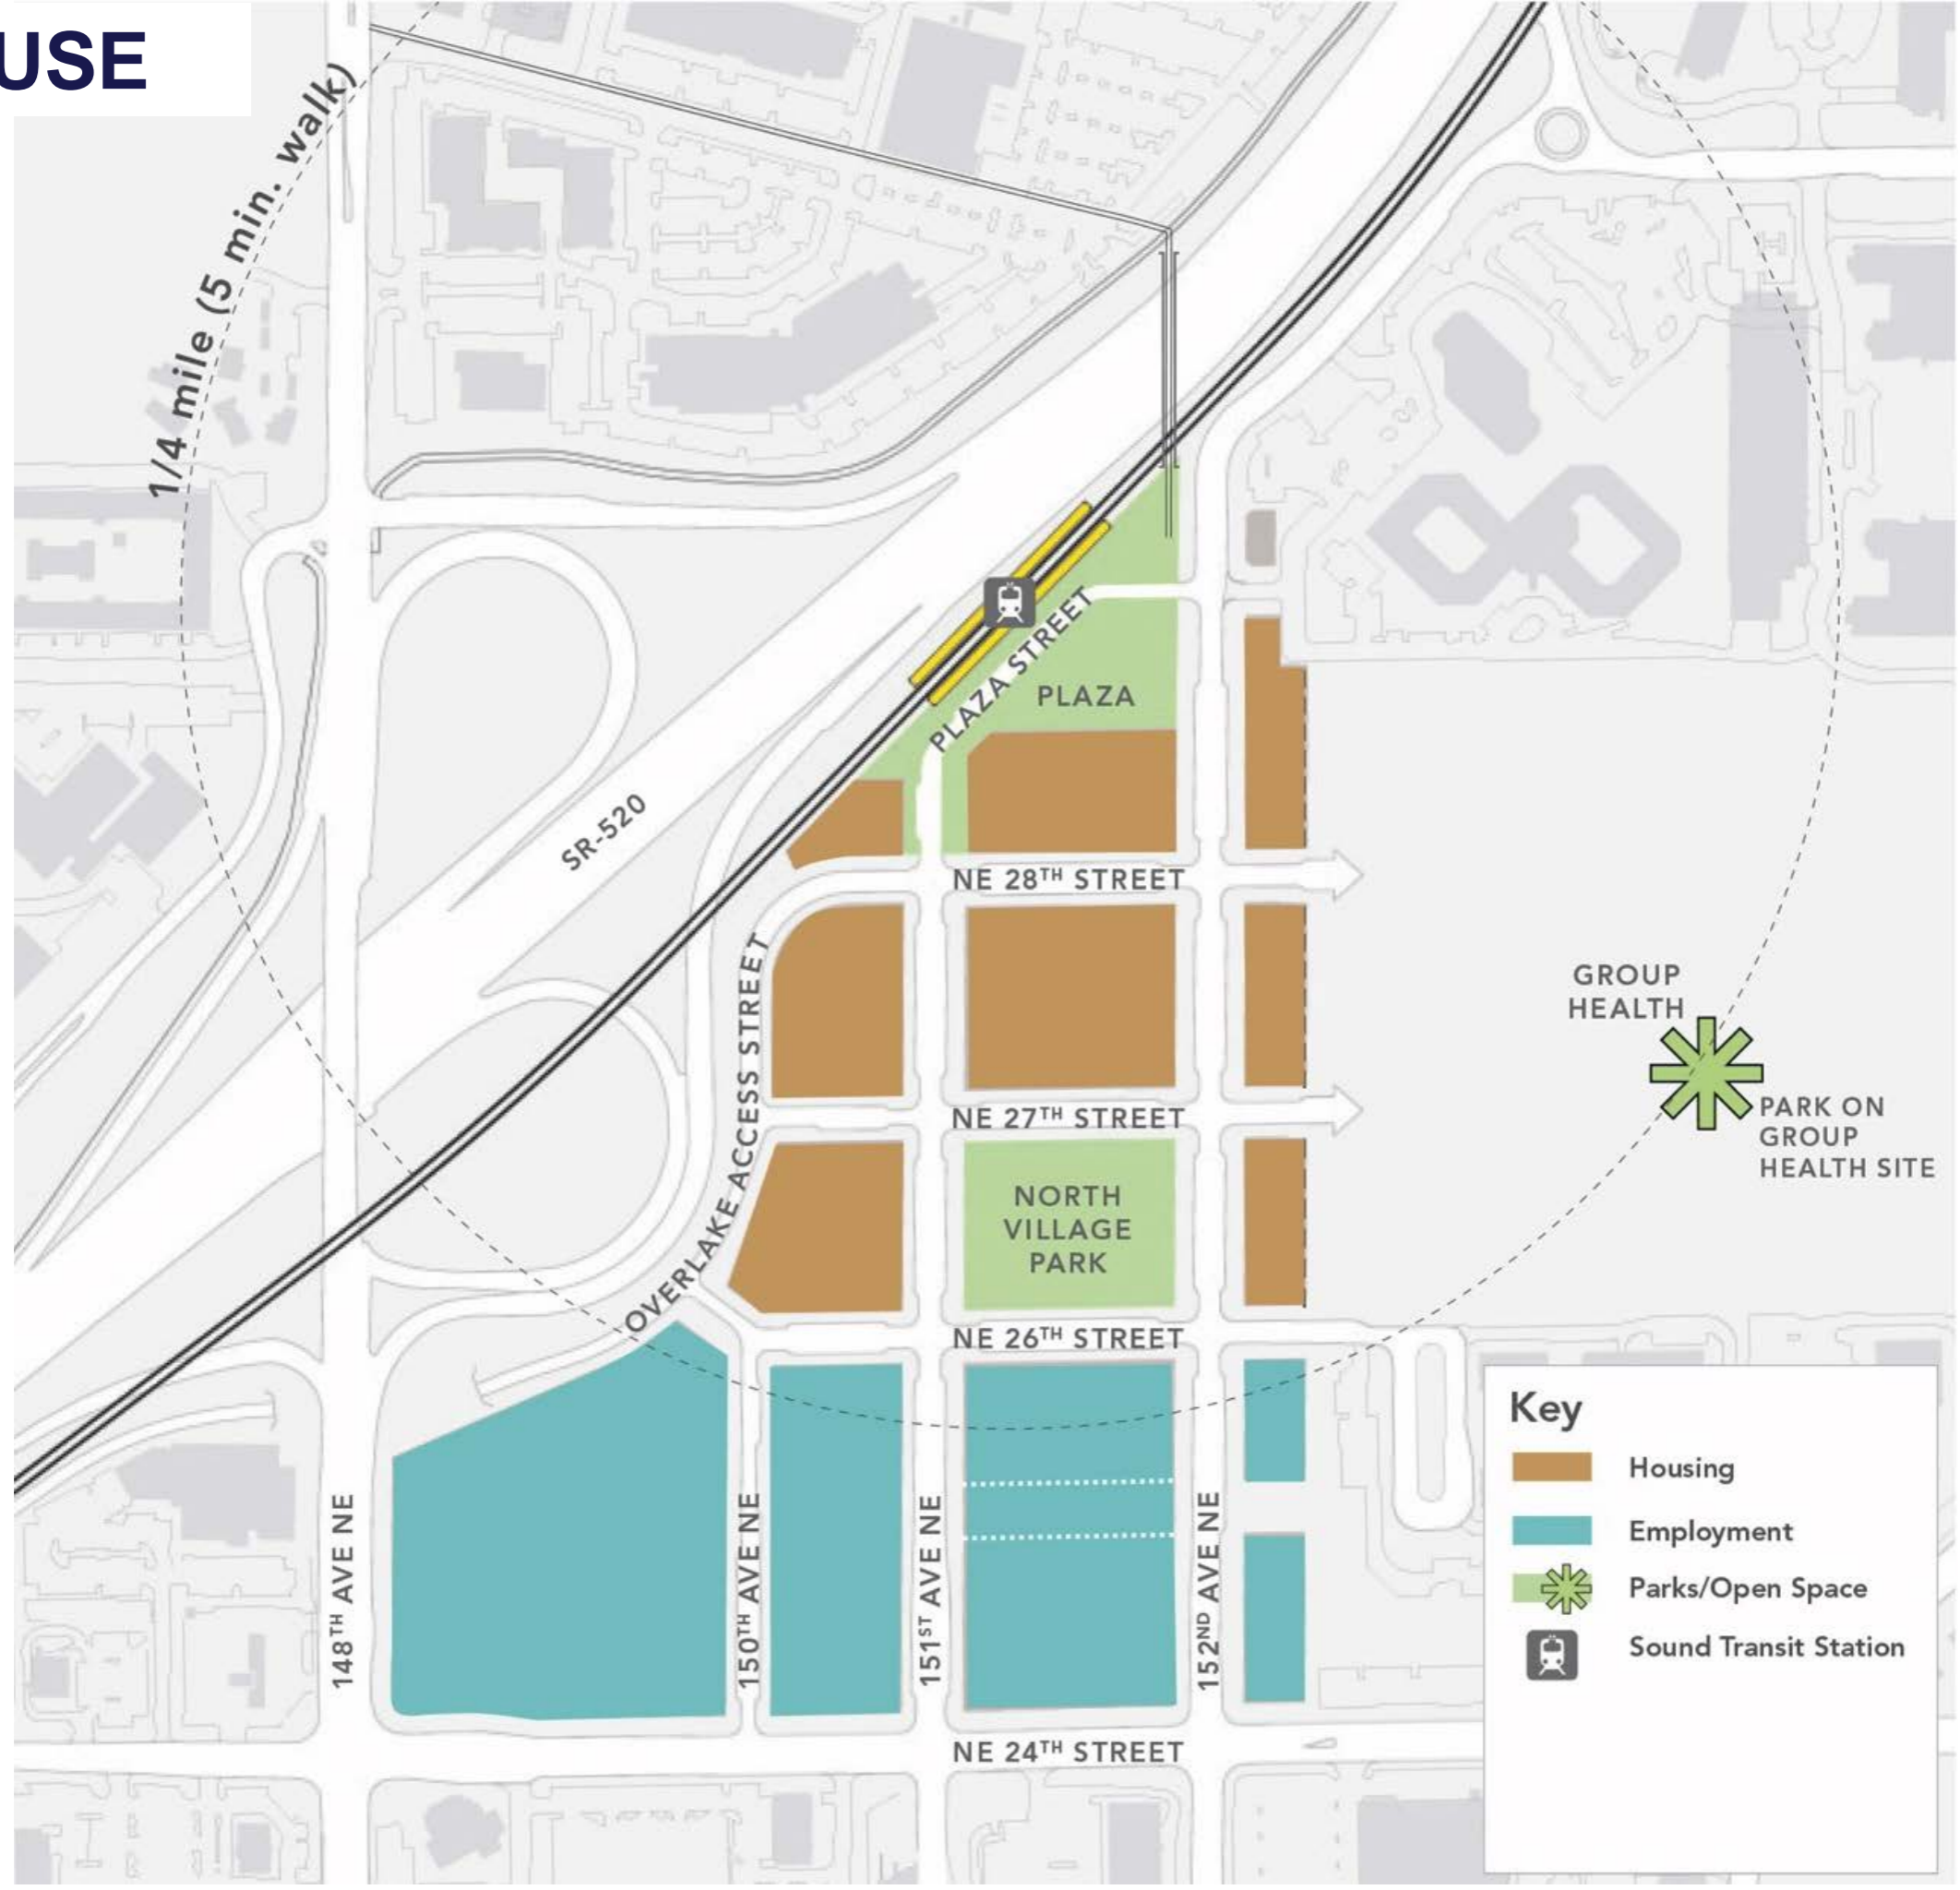 USE
1/4 mile (5 min. walk)
SR-520
PLAZA STREET
PLAZA
NE 28TH STREET
OVERLAKE ACCESS STREET
GROUP
HEALTH
PARK ON
GROUP
HEALTH SITE
NE 27TH STREET
NORTH
VILLAGE
PARK
NE 26TH STREET
148TH AVE NE
150TH AVE NE
151ST AVE NE
152ND AVE NE
NE 24TH STREET
Key
Housing
Employment
Parks/Open Space
Sound Transit Station